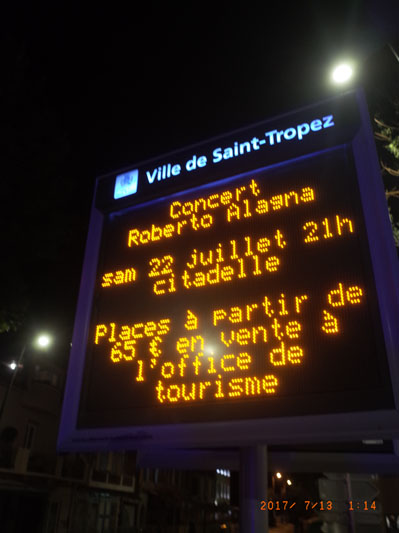 Ville de Saint-Tropez
Concert
Roberto Alagna
sam 22 juillet 21h
citadelle
Places à partir de
65 € en vente à
l'office de
tourisme
2017/ 7/13 1:14